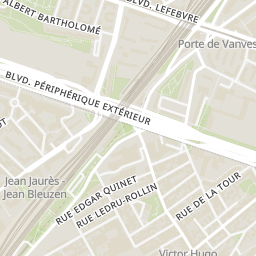 ALBERT BARTHOLOMÉ
BLVD. LEFEBVRE
Porte de Vanves
BLVD. PÉRIPHÉRIQUE EXTÉRIEUR
Jean Jaurès -
Jean Bleuzen
RUE EDGAR QUINET
RUE LEDRU-ROLLIN
RUE DE LA TOUR
Victor Hugo